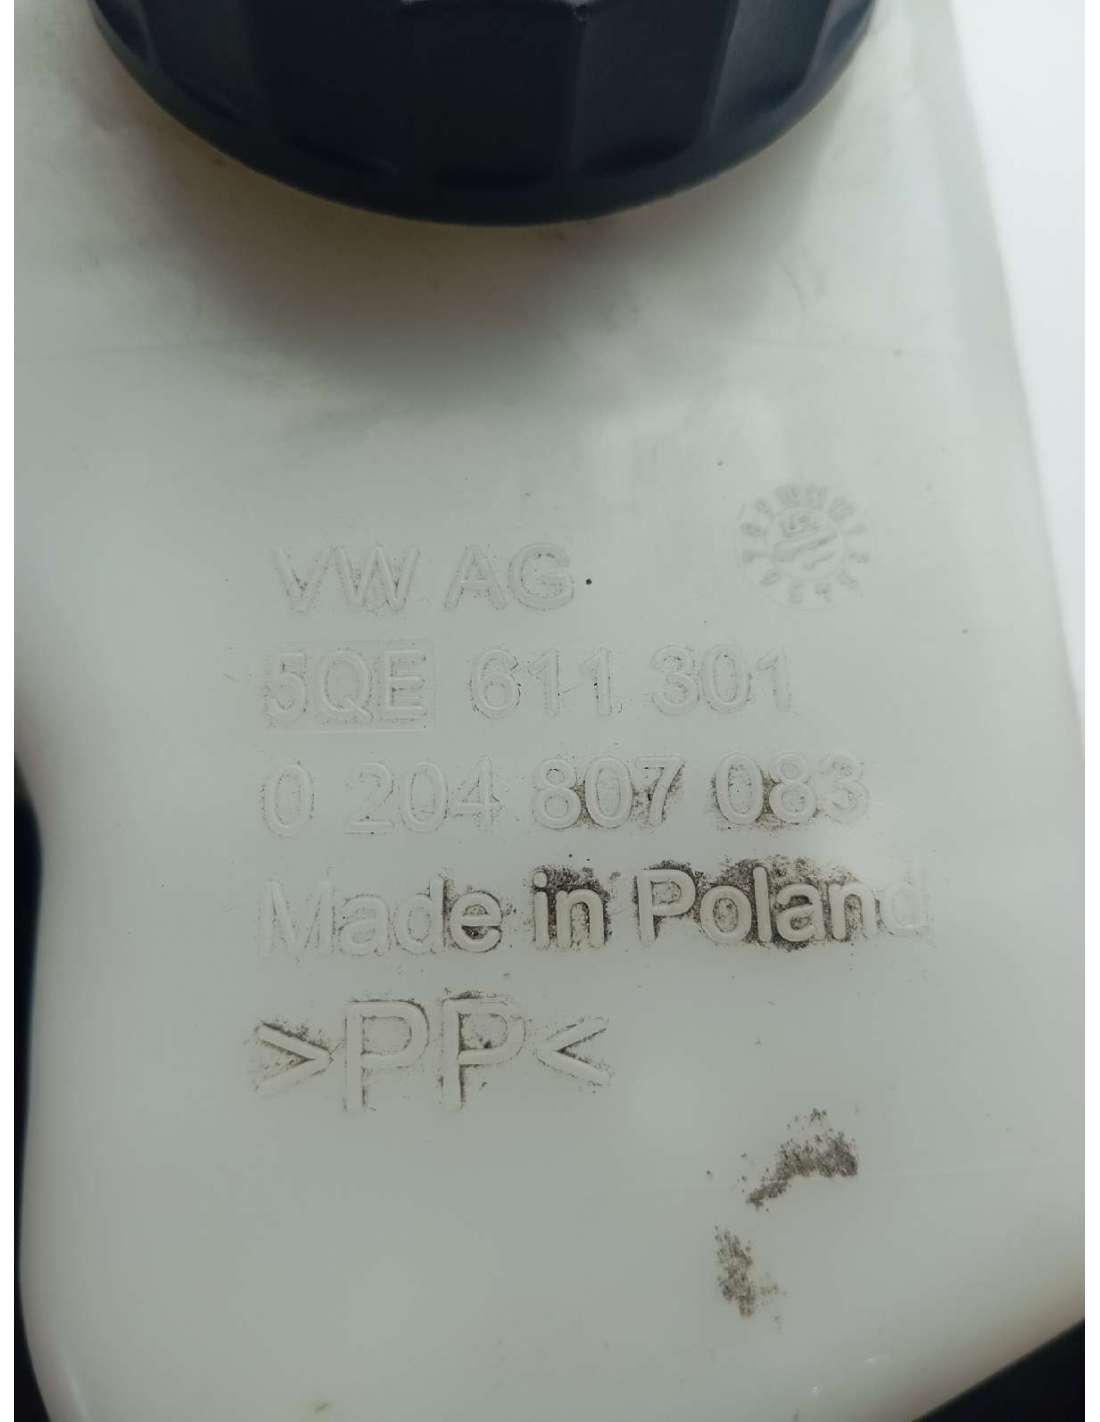 VW AG
5QE 611 301
0 204 807 083
Made in Poland
>PP<